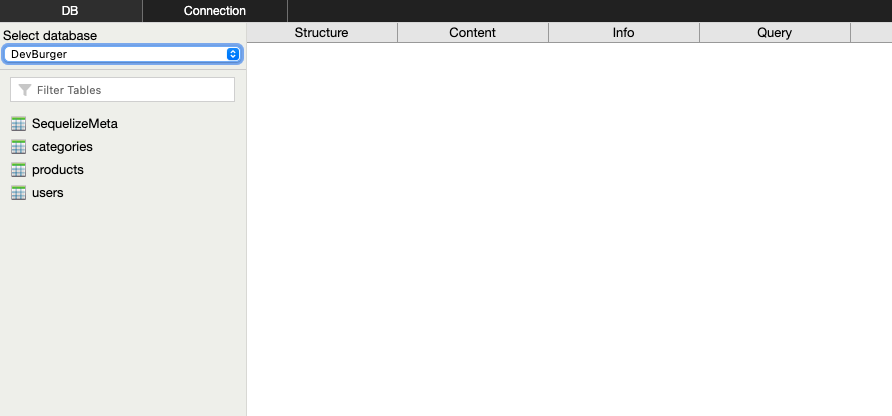 DB Connection
Select database
DevBurger
Filter Tables
SequelizeMeta
categories
products
users
Structure Content Info Query